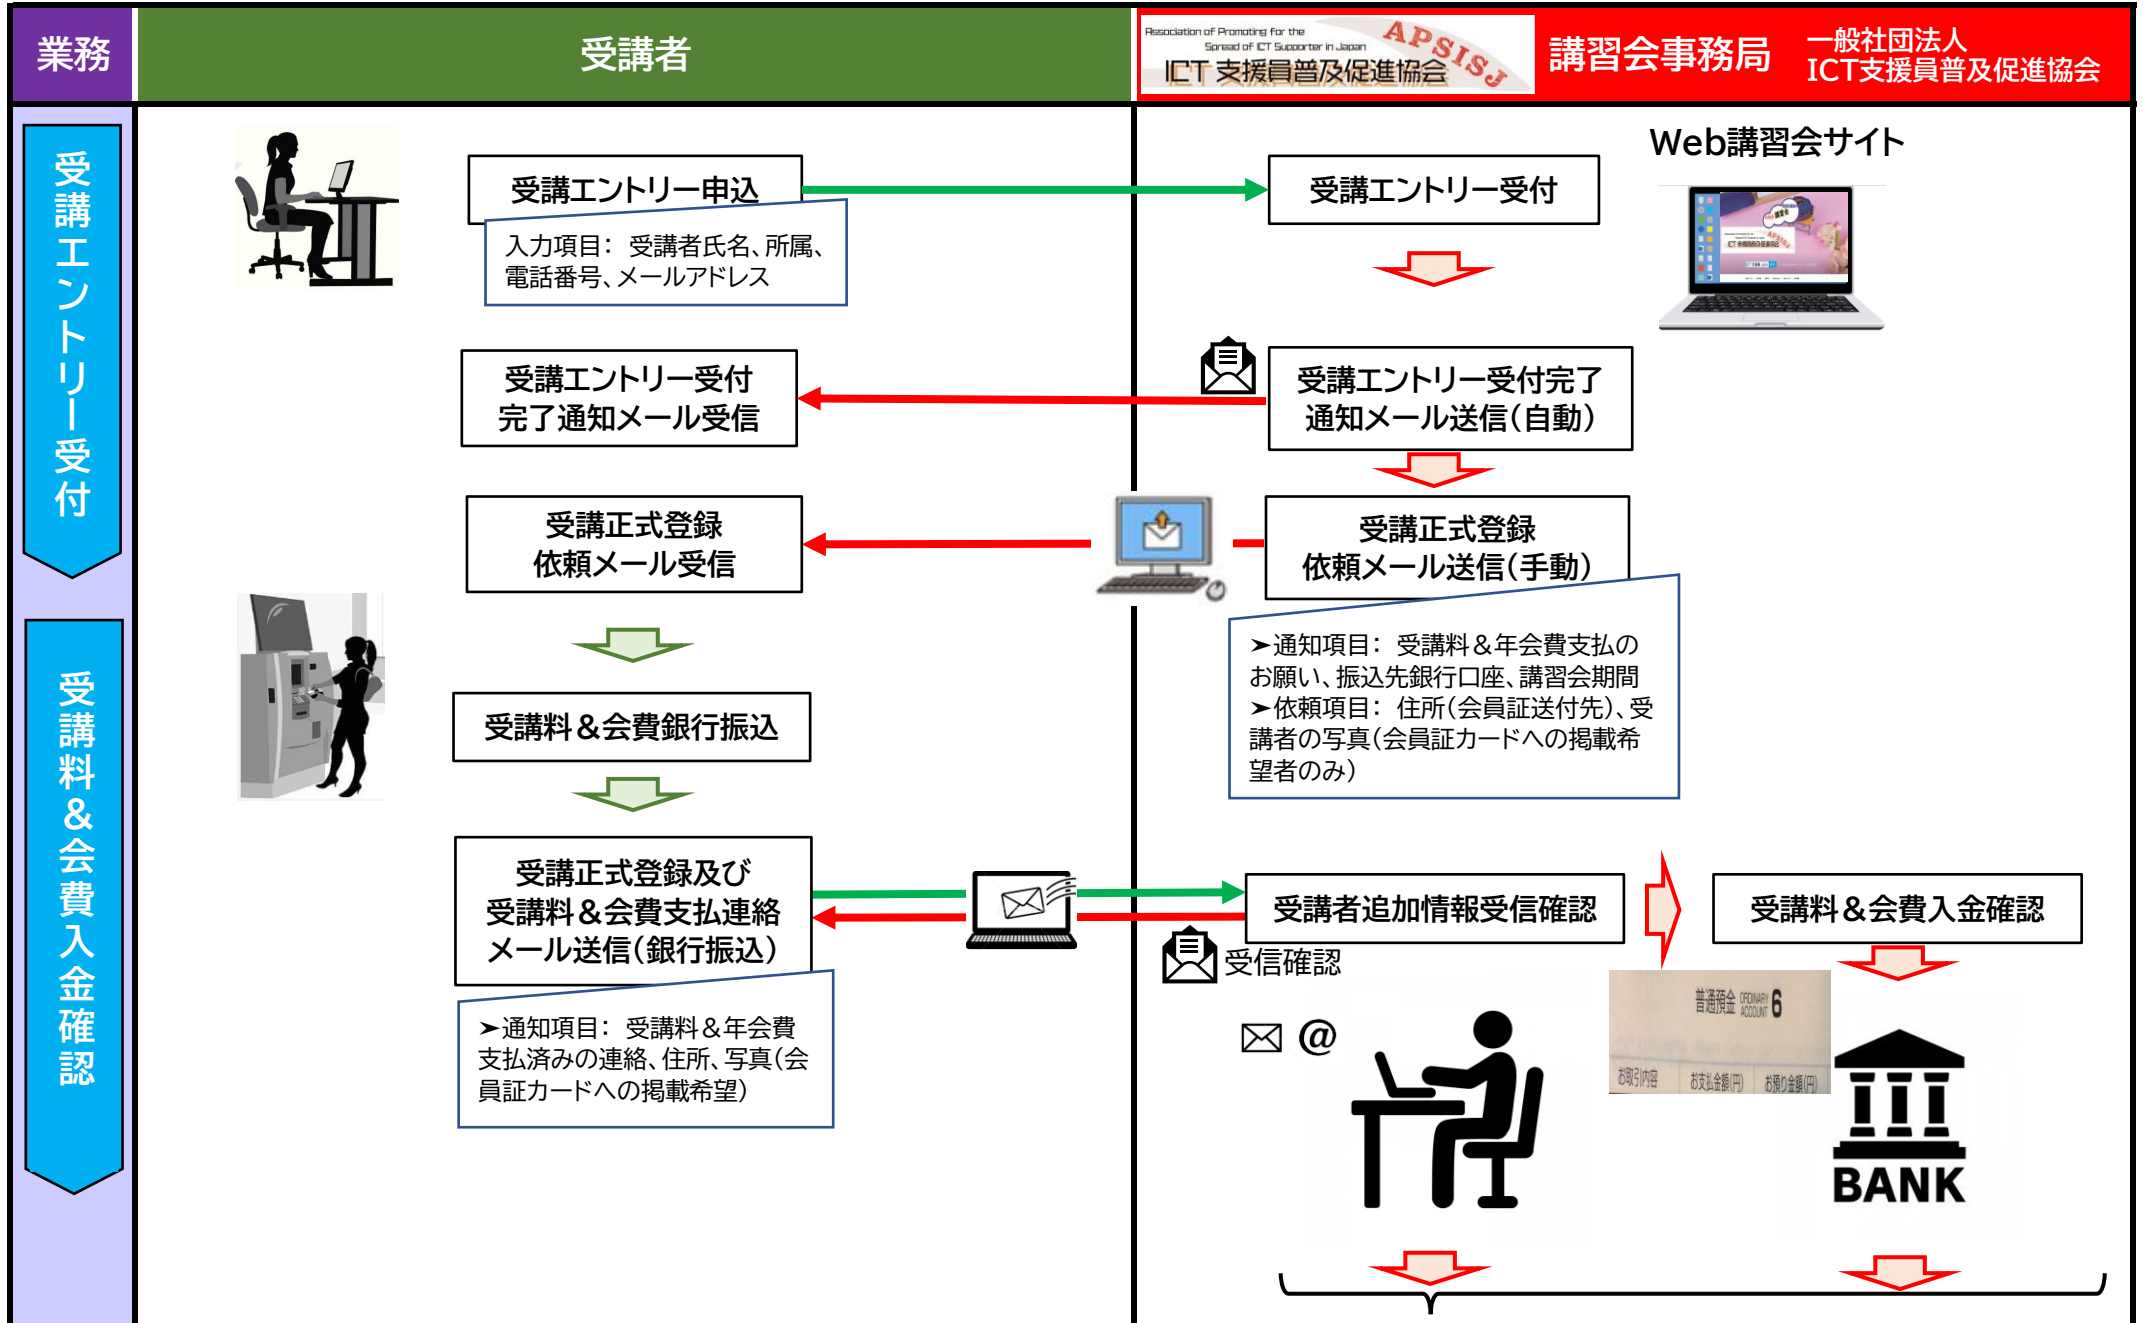 業務
受講者
Association of Promoting for the
Spread of ICT Supporter in Japan
APSISJ
ICT 支援員普及促進協会
講習会事務局
一般社団法人
ICT支援員普及促進協会
受講エントリー受付
受講エントリー申込
入力項目： 受講者氏名、所属、
電話番号、メールアドレス
受講エントリー受付
Web講習会サイト
講習会
ICT 支援員普及促進協会
受講エントリー受付
完了通知メール受信
受講エントリー受付完了
通知メール送信（自動）
受講正式登録
依頼メール受信
受講正式登録
依頼メール送信（手動）
➤通知項目： 受講料＆年会費支払の
お願い、振込先銀行口座、講習会期間
➤依頼項目： 住所（会員証送付先）、受
講者の写真（会員証カードへの掲載希
望者のみ）
受講料＆会費入金確認
受講料＆会費銀行振込
受講正式登録及び
受講料＆会費支払連絡
メール送信（銀行振込）
➤通知項目： 受講料＆年会費
支払済みの連絡、住所、写真（会
員証カードへの掲載希望）
受講者追加情報受信確認
受信確認
@
受講料＆会費入金確認
普通預金 ORDINARY ACCOUNT 6
お取引内容 お支払金額(円) お預り金額(円)
BANK